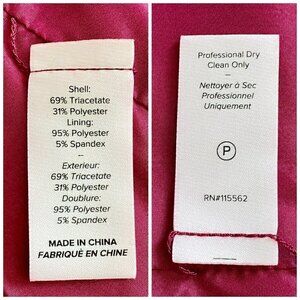 Shell:
69% Triacetate
31% Polyester
Lining:
95% Polyester
5% Spandex
--
Exterieur:
69% Triacetate
31% Polyester
Doublure:
95% Polyester
5% Spandex
MADE IN CHINA
FABRIQUÉ EN CHINE
Professional Dry
Clean Only
—
Nettoyer à Sec
Professionnel
Uniquement
P
RN#115562